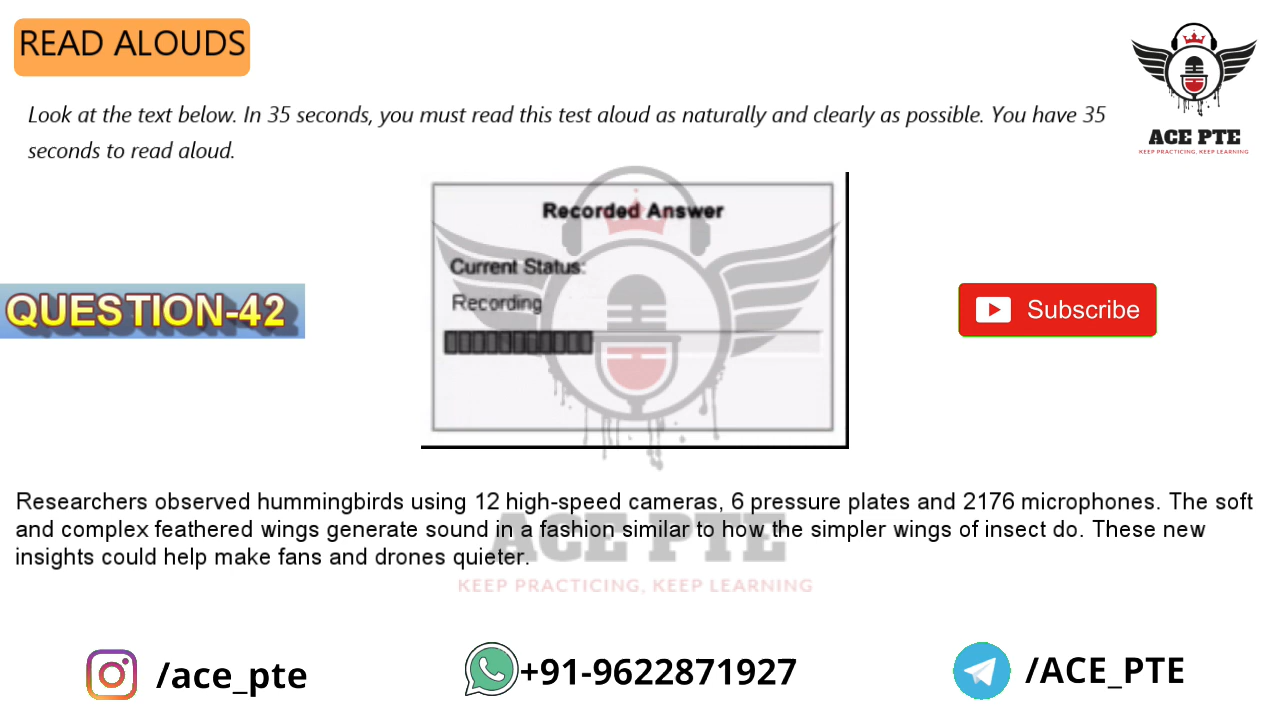 READ ALOUDS
Look at the text below. In 35 seconds, you must read this test aloud as naturally and clearly as possible. You have 35
seconds to read aloud.
ACE PTE
KEEP PRACTICING, KEEP LEARNING
Recorded Answer
Current Status:
Recording
QUESTION-42
Subscribe
Researchers observed hummingbirds using 12 high-speed cameras, 6 pressure plates and 2176 microphones. The soft
and complex feathered wings generate sound in a fashion similar to how the simpler wings of insect do. These new
insights could help make fans and drones quieter.
ACE PTE
KEEP PRACTICING, KEEP LEARNING
/ace_pte
+91-9622871927
/ACE_PTE